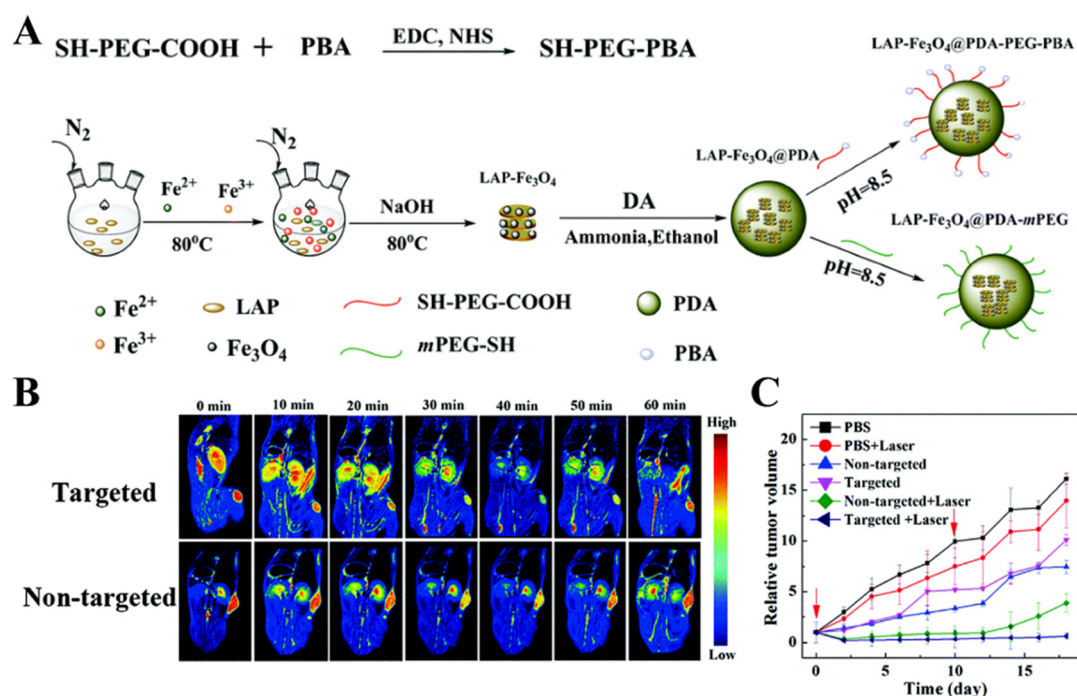 A
SH-PEG-COOH + PBA EDC, NHS SH-PEG-PBA
LAP-Fe₃O₄@PDA-PEG-PBA
N₂ N₂
Fe²⁺ Fe³⁺
80°C
NaOH
80°C
LAP-Fe₃O₄
DA
Ammonia,Ethanol
LAP-Fe₃O₄@PDA
pH=8.5
LAP-Fe₃O₄@PDA-mPEG
pH=8.5
Fe²⁺ LAP SH-PEG-COOH PDA
Fe³⁺ Fe₃O₄ mPEG-SH PBA
B
0 min 10 min 20 min 30 min 40 min 50 min 60 min
High
Targeted
Non-targeted
Low
C
Relative tumor volume
20
15
10
5
0
PBS
PBS+Laser
Non-targeted
Targeted
Non-targeted+Laser
Targeted +Laser
0 5 10 15
Time (day)